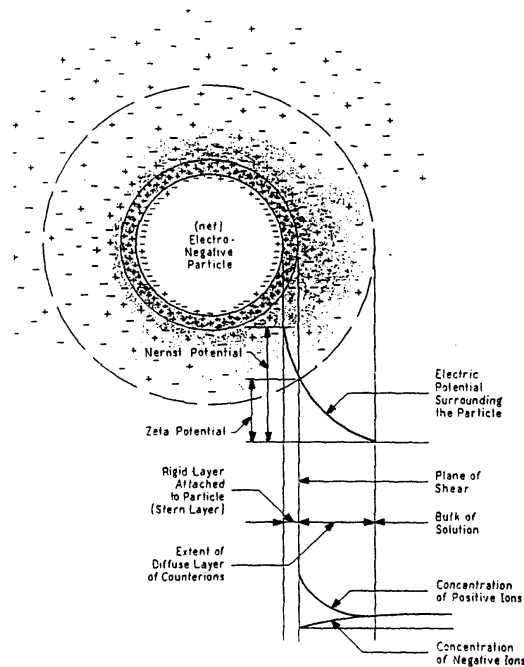 (net)
Electro-
Negative
Particle
Nernst Potential
Zeta Potential
Electric
Potential
Surrounding
the Particle
Rigid Layer
Attached
to Particle
(Stern Layer)
Plane of
Shear
Bulk of
Solution
Extent of
Diffuse Layer
of Counterions
Concentration
of Positive Ions
Concentration
of Negative Ions